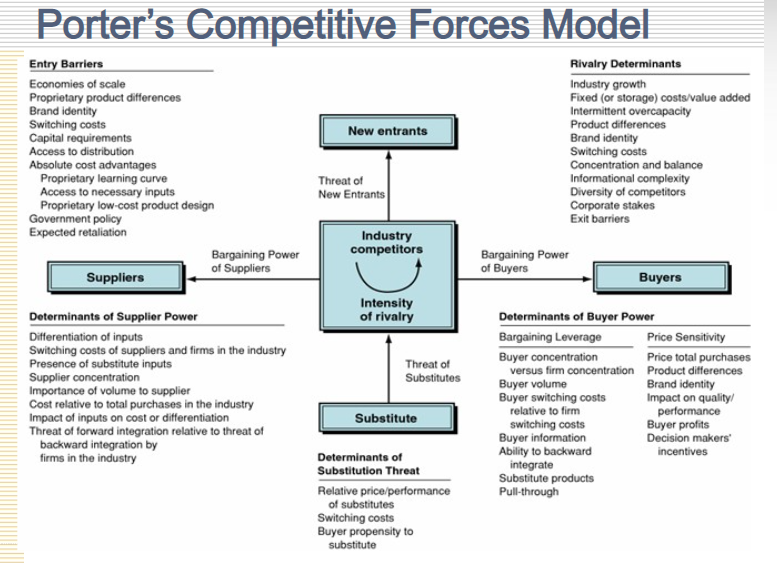 Porter's Competitive Forces Model
Entry Barriers
Economies of scale
Proprietary product differences
Brand identity
Switching costs
Capital requirements
Access to distribution
Absolute cost advantages
Proprietary learning curve
Access to necessary inputs
Proprietary low-cost product design
Government policy
Expected retaliation
Rivalry Determinants
Industry growth
Fixed (or storage) costs/value added
Intermittent overcapacity
Product differences
Brand identity
Switching costs
Concentration and balance
Informational complexity
Diversity of competitors
Corporate stakes
Exit barriers
New entrants
Threat of
New Entrants
Industry
competitors
Intensity
of rivalry
Bargaining Power
of Suppliers
Suppliers
Bargaining Power
of Buyers
Buyers
Threat of
Substitutes
Substitute
Determinants of Supplier Power
Differentiation of inputs
Switching costs of suppliers and firms in the industry
Presence of substitute inputs
Supplier concentration
Importance of volume to supplier
Cost relative to total purchases in the industry
Impact of inputs on cost or differentiation
Threat of forward integration relative to threat of
backward integration by
firms in the industry
Determinants of
Substitution Threat
Relative price/performance
of substitutes
Switching costs
Buyer propensity to
substitute
Determinants of Buyer Power
Bargaining Leverage
Buyer concentration
versus firm concentration
Buyer volume
Buyer switching costs
relative to firm
switching costs
Buyer information
Ability to backward
integrate
Substitute products
Pull-through
Price Sensitivity
Price total purchases
Product differences
Brand identity
Impact on quality/
performance
Buyer profits
Decision makers'
incentives